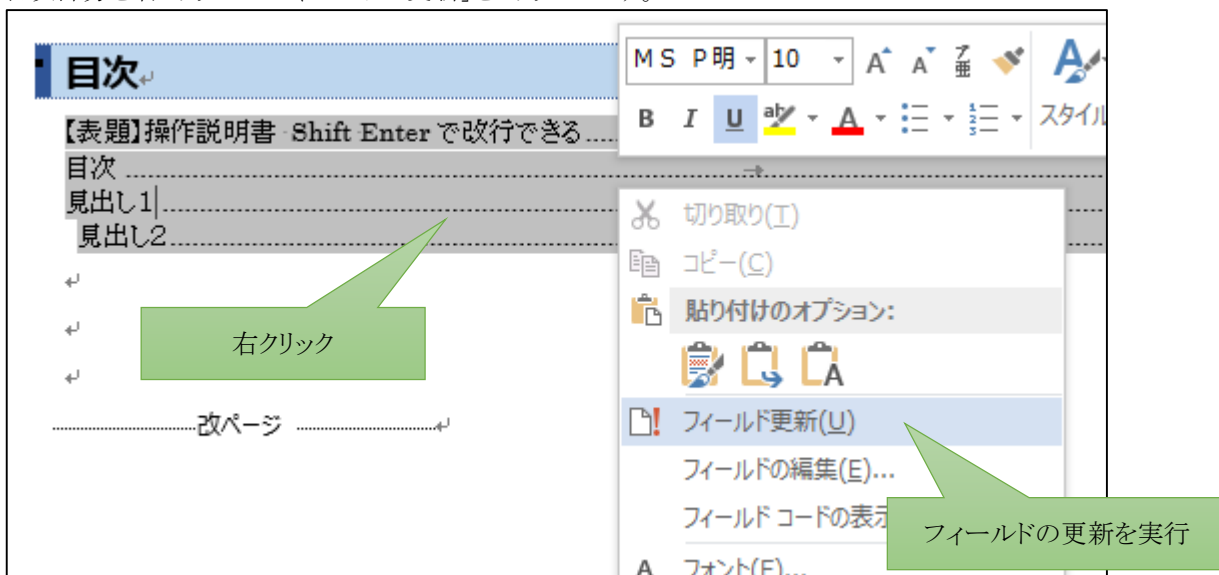 目次
【表題】操作説明書 Shift Enter で改行できる
目次
見出し1
見出し2
右クリック
改ページ
MS P明 10
B I U A スタイル
切り取り(T)
コピー(C)
貼り付けのオプション:
フィールド更新(U)
フィールドの編集(E)...
フィールド コードの表示
フィールドの更新を実行
フォント(F)...